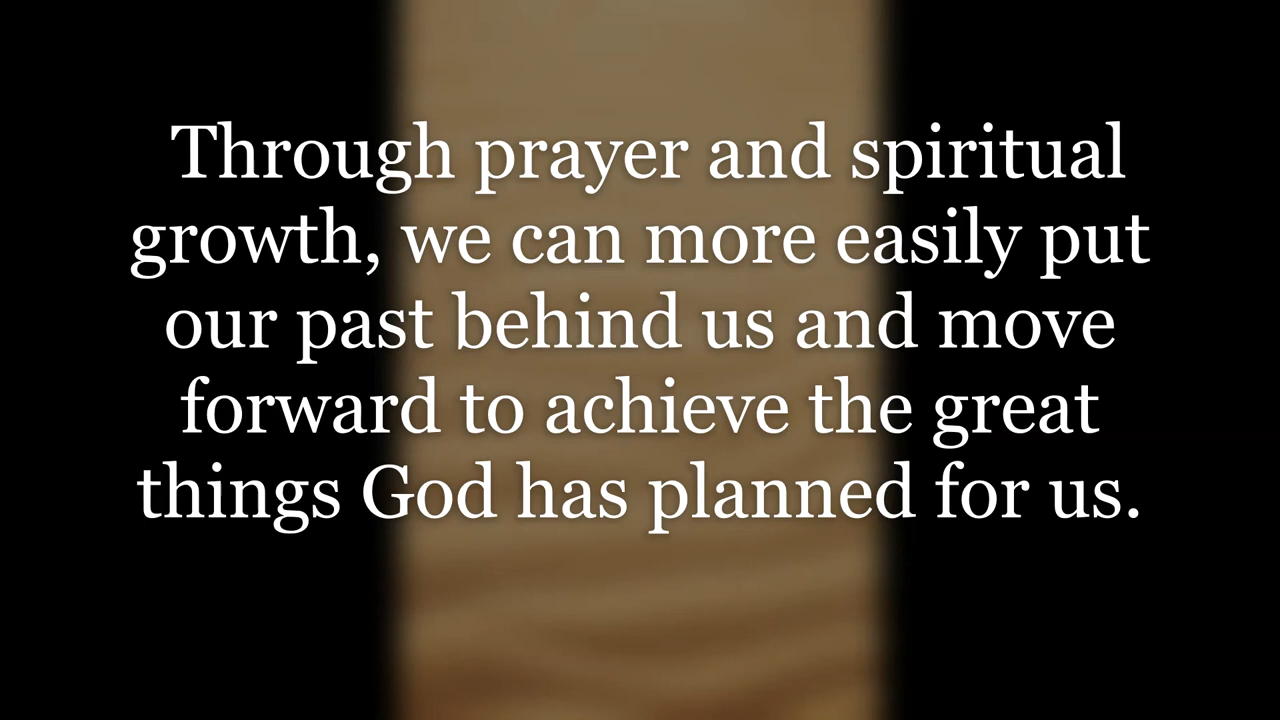 Through prayer and spiritual
growth, we can more easily put
our past behind us and move
forward to achieve the great
things God has planned for us.